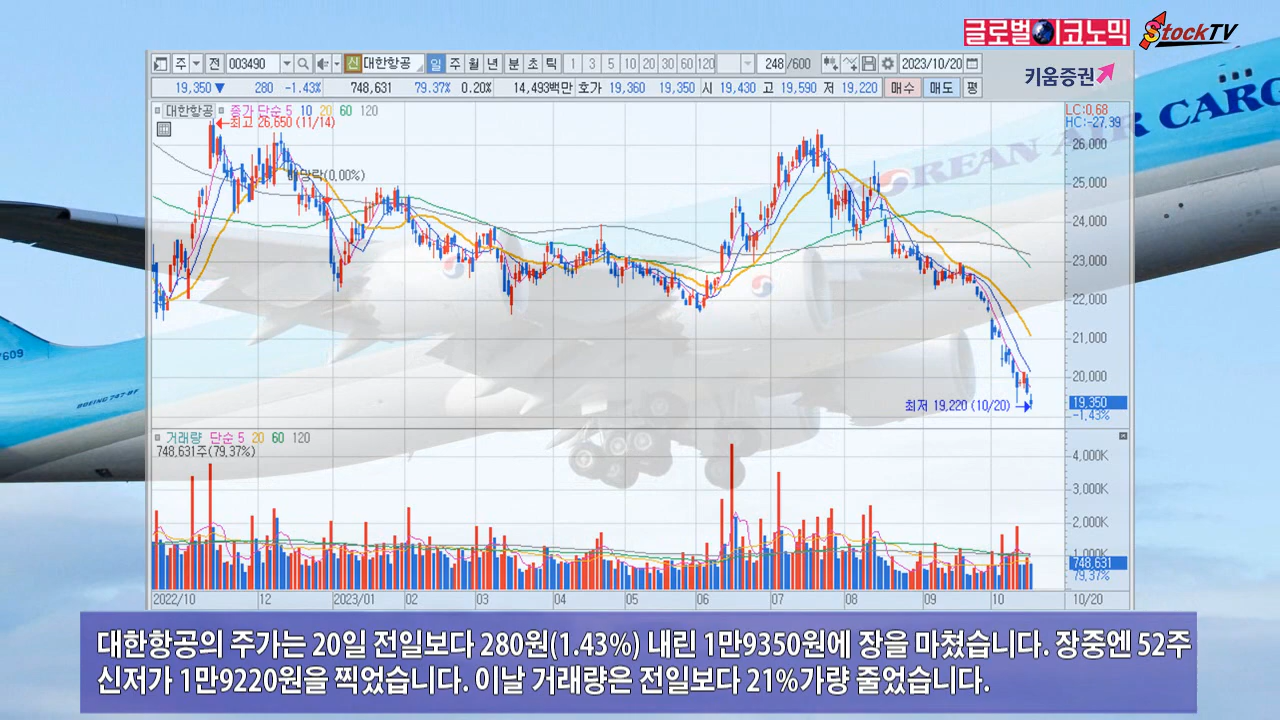 글로벌이코노믹 StockTV
키움증권
주 전 003490 신 대한항공 일 주 월 년 분 초 틱 1 3 5 10 20 30 60 120 248 /600 2023/10/20
19,350 ▼ 280 -1.43% 748,631 79.37% 0.20% 14,493백만 호가 19,360 19,350 시 19,430 고 19,590 저 19,220 매수 매도 평
대한항공 종가 단순 5 10 20 60 120
LC:0.68
HC:-27.39
최고 26,650 (11/14)
26,000
(0.00%)
25,000
24,000
23,000
22,000
21,000
20,000
최저 19,220 (10/20)
19,350
-1.43%
거래량 단순 5 20 60 120
748,631주(79.37%)
4,000K
3,000K
2,000K
1,000K
748,631
79.37%
2022/10 12 2023/01 02 03 04 05 06 07 08 09 10 10/20
KOREAN AIR CARGO
7609
BOEING 747-8F
대한항공의 주가는 20일 전일보다 280원(1.43%) 내린 1만9350원에 장을 마쳤습니다. 장중엔 52주
신저가 1만9220원을 찍었습니다. 이날 거래량은 전일보다 21%가량 줄었습니다.